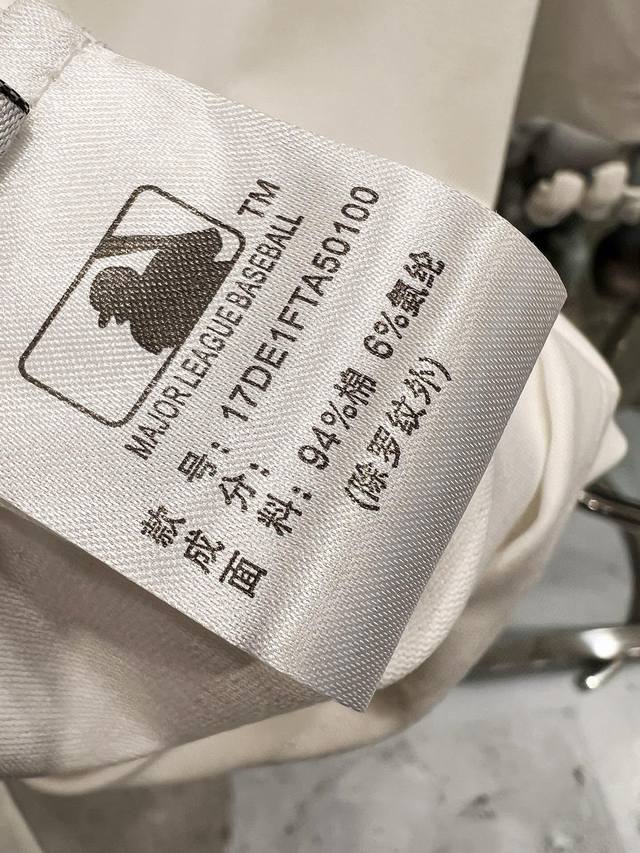 TM
MAJOR LEAGUE BASEBALL
款号：17DE1FTA50100
成分：
面料：94%棉 6%氨纶
(除罗纹外)